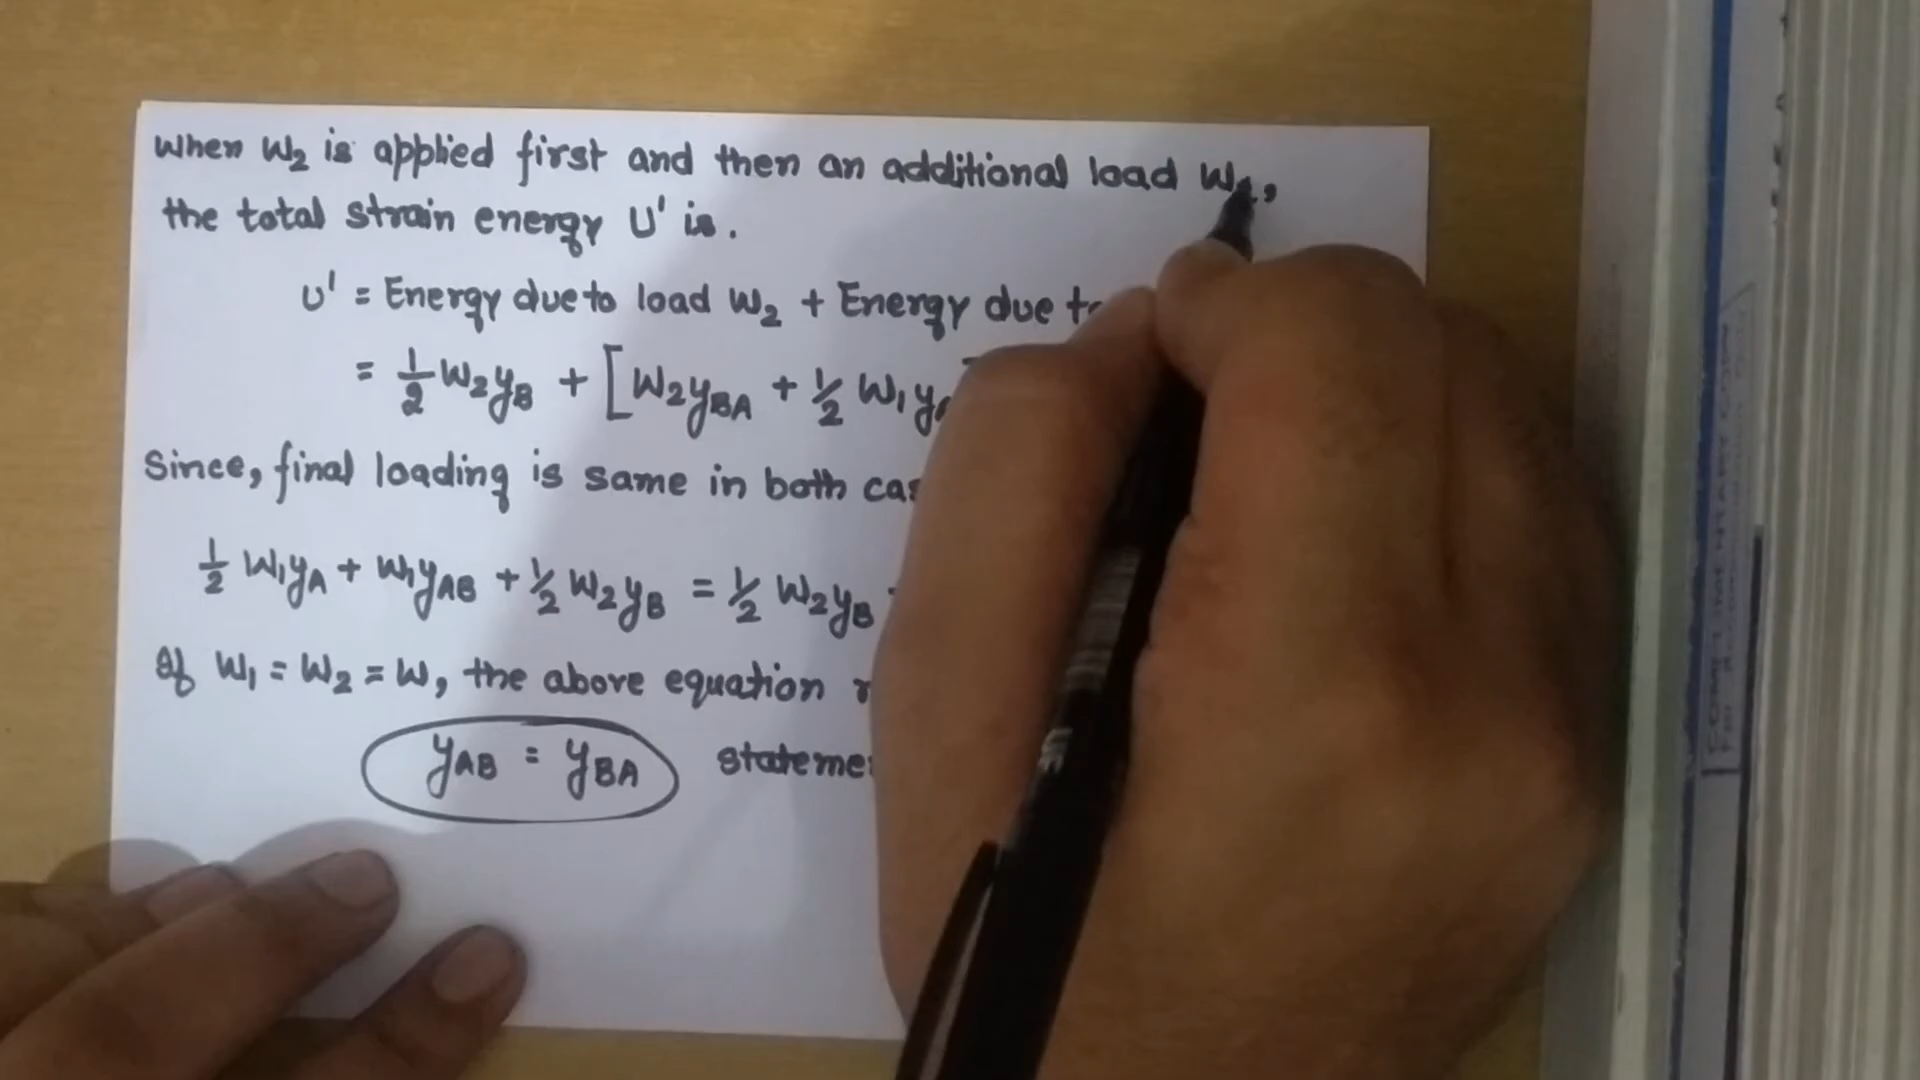 when W₂ is applied first and then an additional load W₁,
the total strain energy U' is.
U' = Energy due to load W₂ + Energy due to
= 1/2 W₂yB + [W₂yBA + 1/2 W₁y
Since, final loading is same in both
1/2 W₁yA + W₁yAB + 1/2 W₂yB = 1/2 W₂yB
If W₁ = W₂ = W, the above equation
yAB = yBA